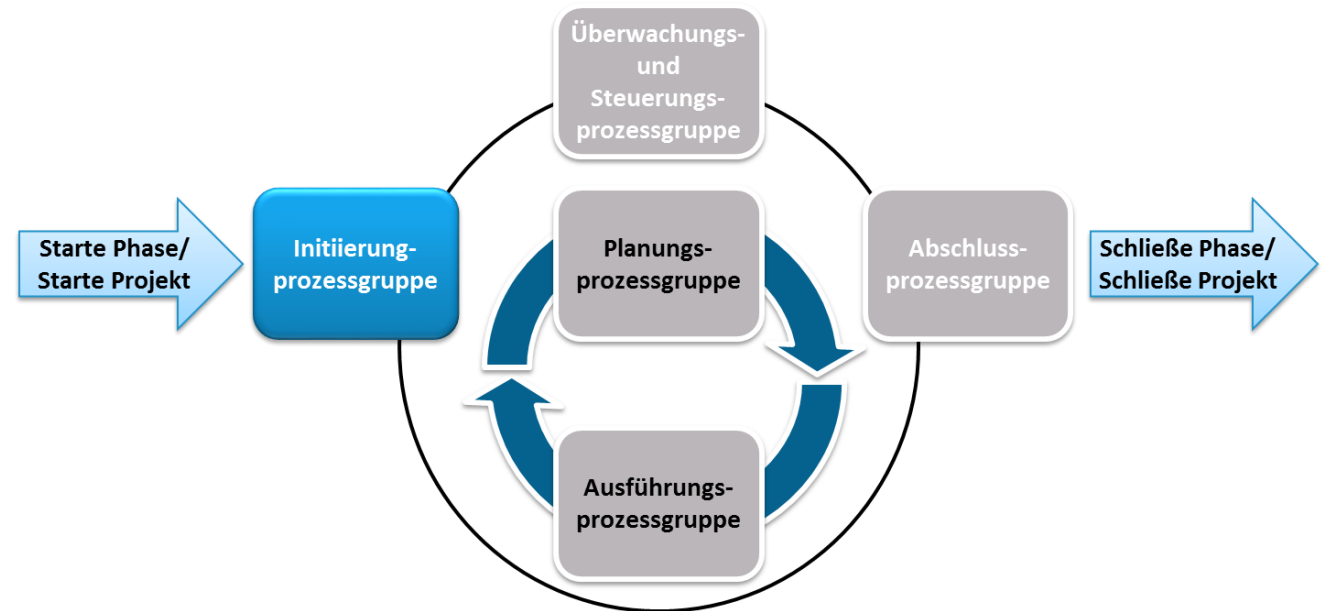 Überwachungs-
und
Steuerungs-
prozessgruppe
Starte Phase/
Starte Projekt
Initiierung-
prozessgruppe
Planungs-
prozessgruppe
Abschluss-
prozessgruppe
Schließe Phase/
Schließe Projekt
Ausführungs-
prozessgruppe